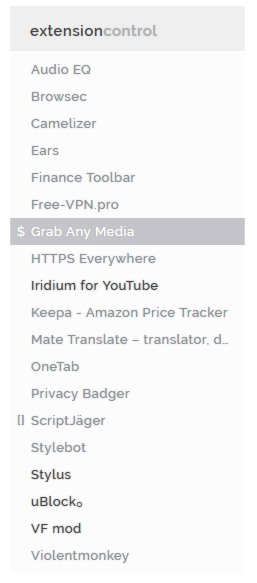 extensioncontrol
Audio EQ
Browsec
Camelizer
Ears
Finance Toolbar
Free-VPN.pro
$ Grab Any Media
HTTPS Everywhere
Iridium for YouTube
Keepa - Amazon Price Tracker
Mate Translate – translator, d...
OneTab
Privacy Badger
[] ScriptJäger
Stylebot
Stylus
uBlock₀
VF mod
Violentmonkey